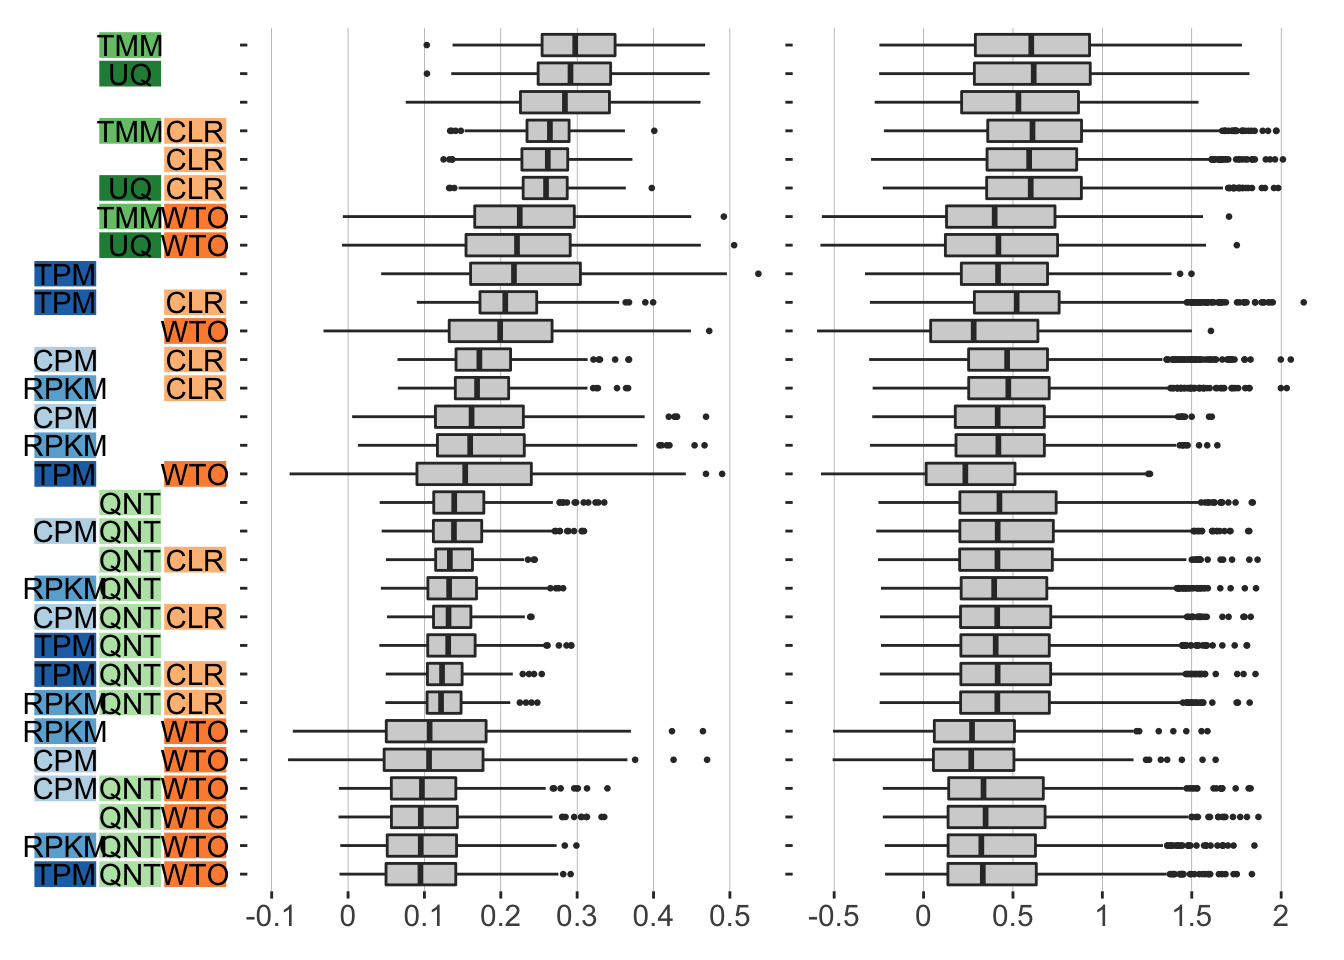 TMM
UQ
TMM CLR
CLR
UQ CLR
TMM WTO
UQ WTO
TPM
TPM CLR
WTO
CPM CLR
RPKM CLR
CPM
RPKM
TPM WTO
QNT
CPM QNT
QNT CLR
RPKM QNT
CPM QNT CLR
TPM QNT
TPM QNT CLR
RPKM QNT CLR
RPKM WTO
CPM WTO
CPM QNT WTO
QNT WTO
RPKM QNT WTO
TPM QNT WTO
-0.1 0 0.1 0.2 0.3 0.4 0.5 -0.5 0 0.5 1 1.5 2